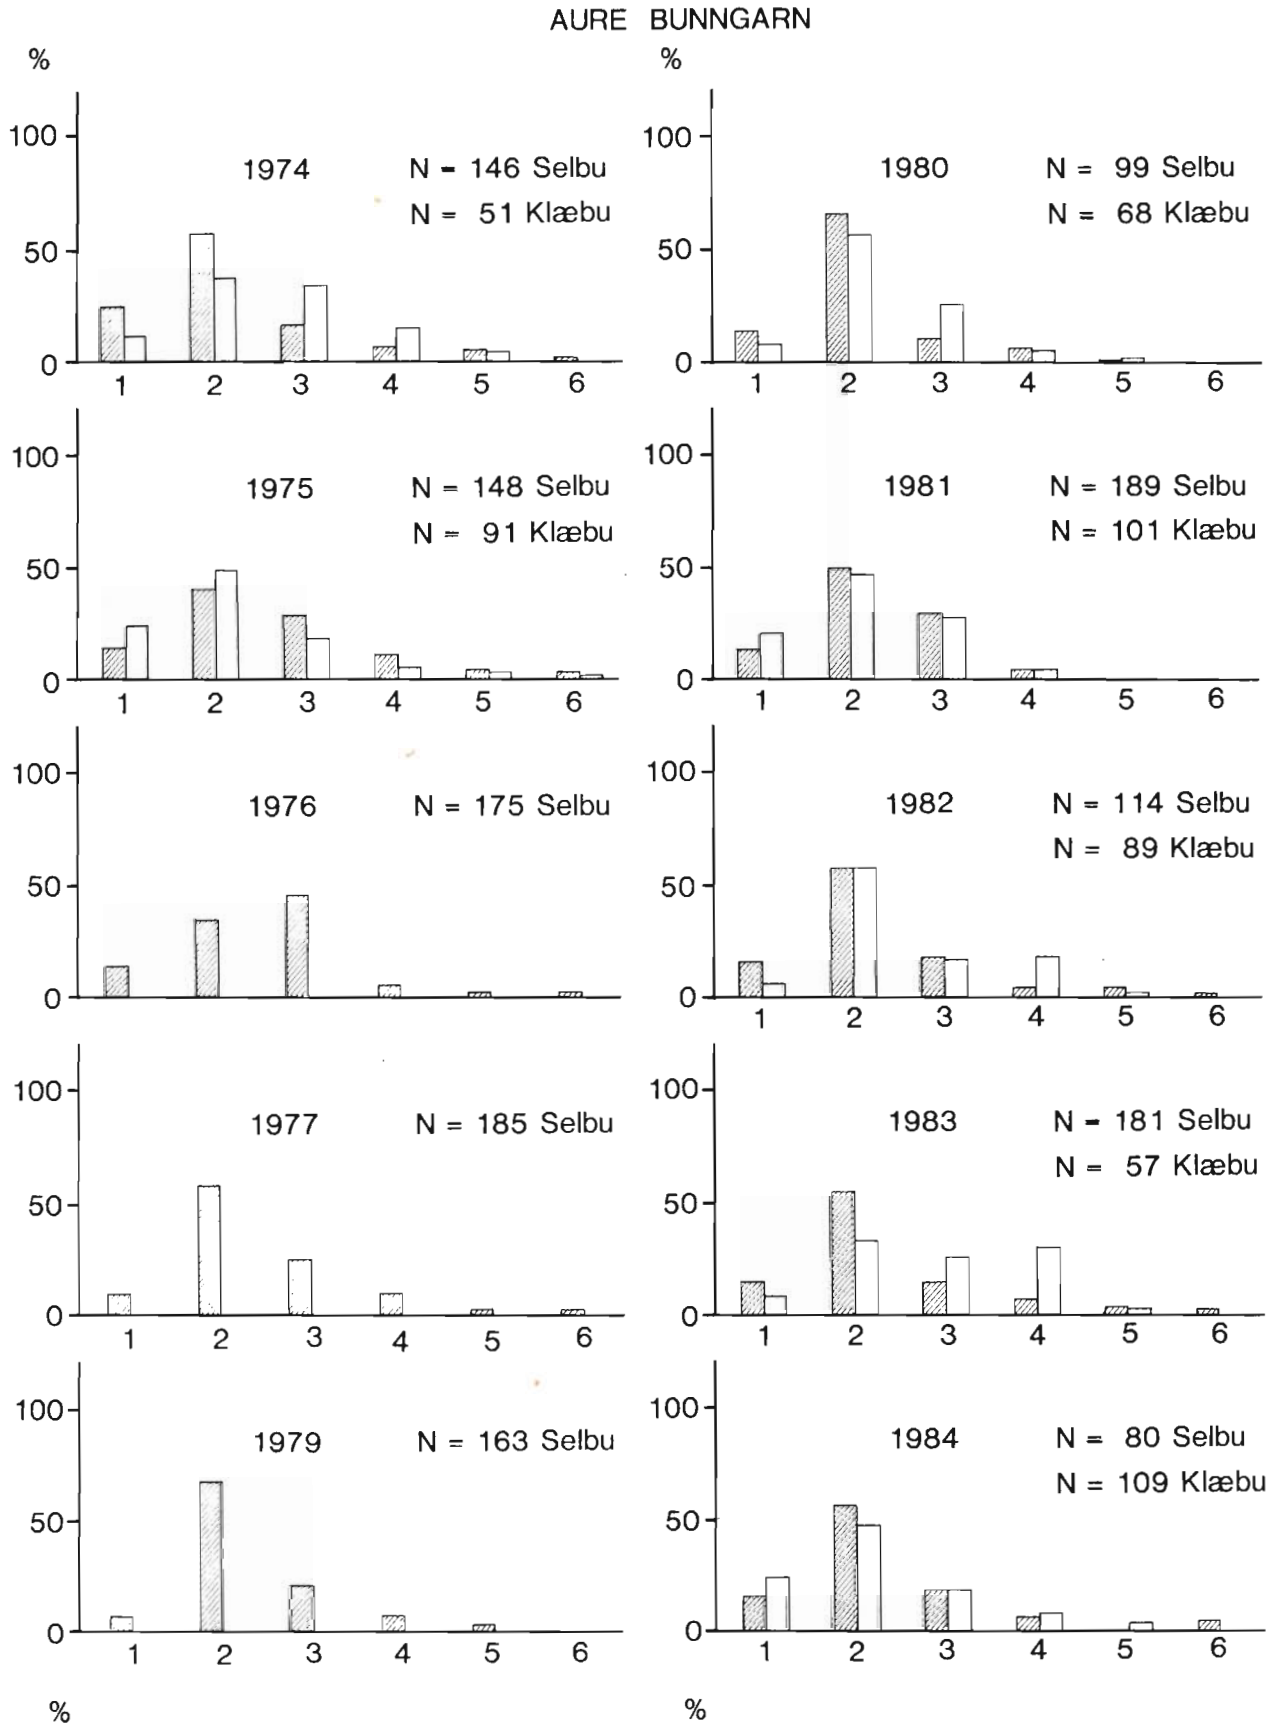 AURE BUNNGARN
%
100
50
0
1974
N - 146 Selbu
N = 51 Klæbu
1 2 3 4 5 6
100
50
0
1975
N = 148 Selbu
N = 91 Klæbu
1 2 3 4 5 6
100
50
0
1976
N = 175 Selbu
100
50
0
1977
N = 185 Selbu
1 2 3 4 5 6
100
50
0
1979
N = 163 Selbu
1 2 3 4 5 6
%
%
100
50
0
1980
N = 99 Selbu
N = 68 Klæbu
1 2 3 4 5 6
100
50
0
1981
N = 189 Selbu
N = 101 Klæbu
1 2 3 4 5 6
100
50
0
1982
N = 114 Selbu
N = 89 Klæbu
1 2 3 4 5 6
100
50
0
1983
N - 181 Selbu
N = 57 Klæbu
1 2 3 4 5 6
100
50
0
1984
N = 80 Selbu
N = 109 Klæbu
1 2 3 4 5 6
%